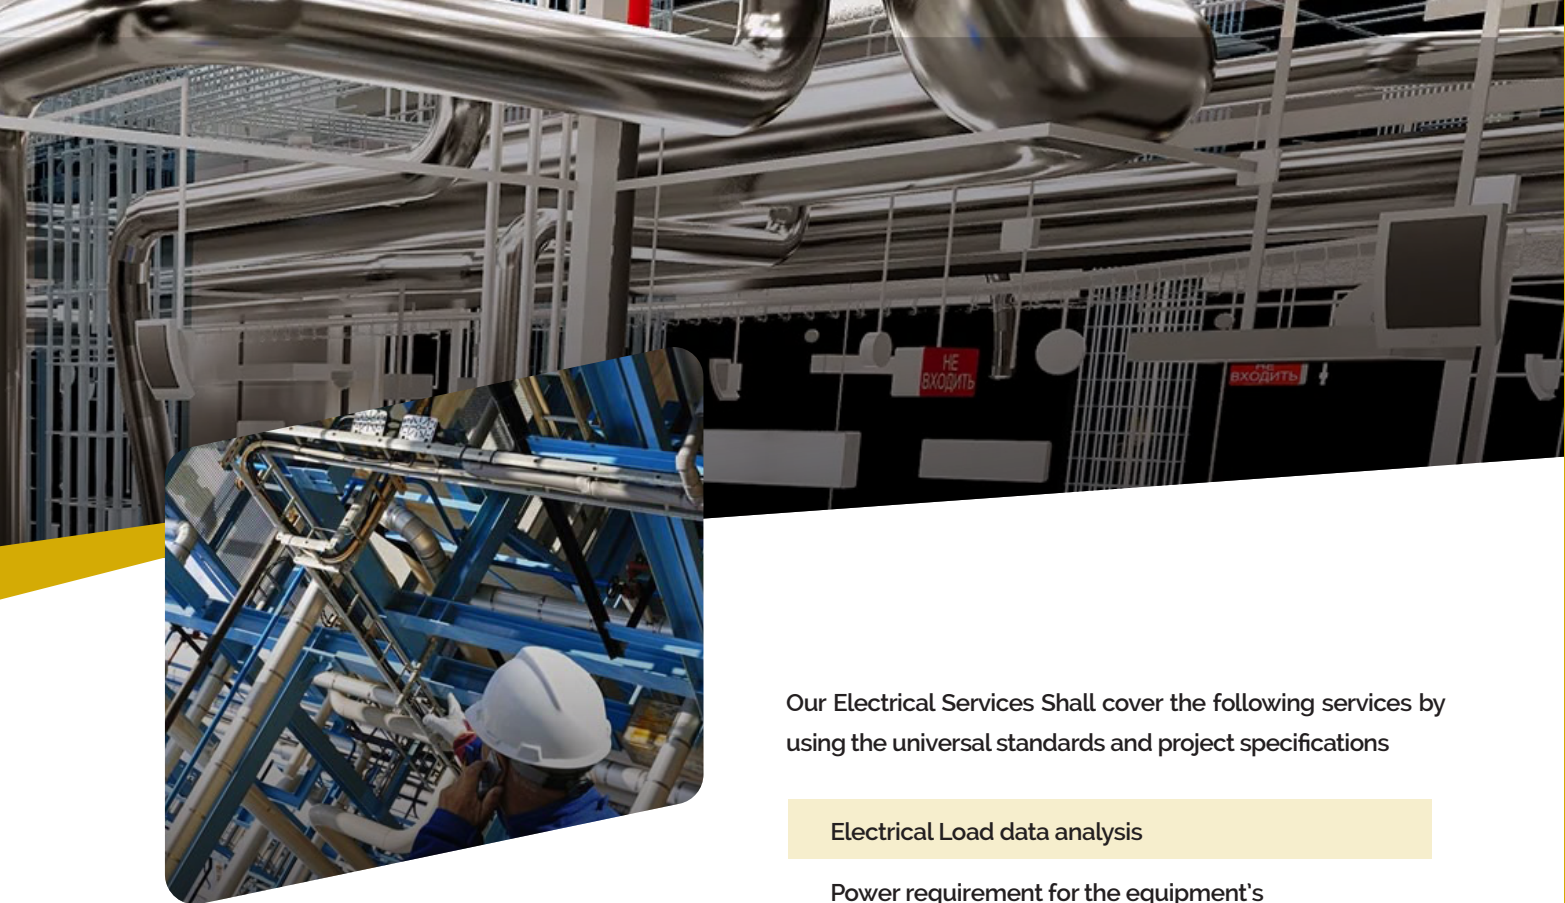 НЕ
ВХОДИТЬ
НЕ
ВХОДИТЬ
Our Electrical Services Shall cover the following services by
using the universal standards and project specifications
Electrical Load data analysis
Power requirement for the equipment's